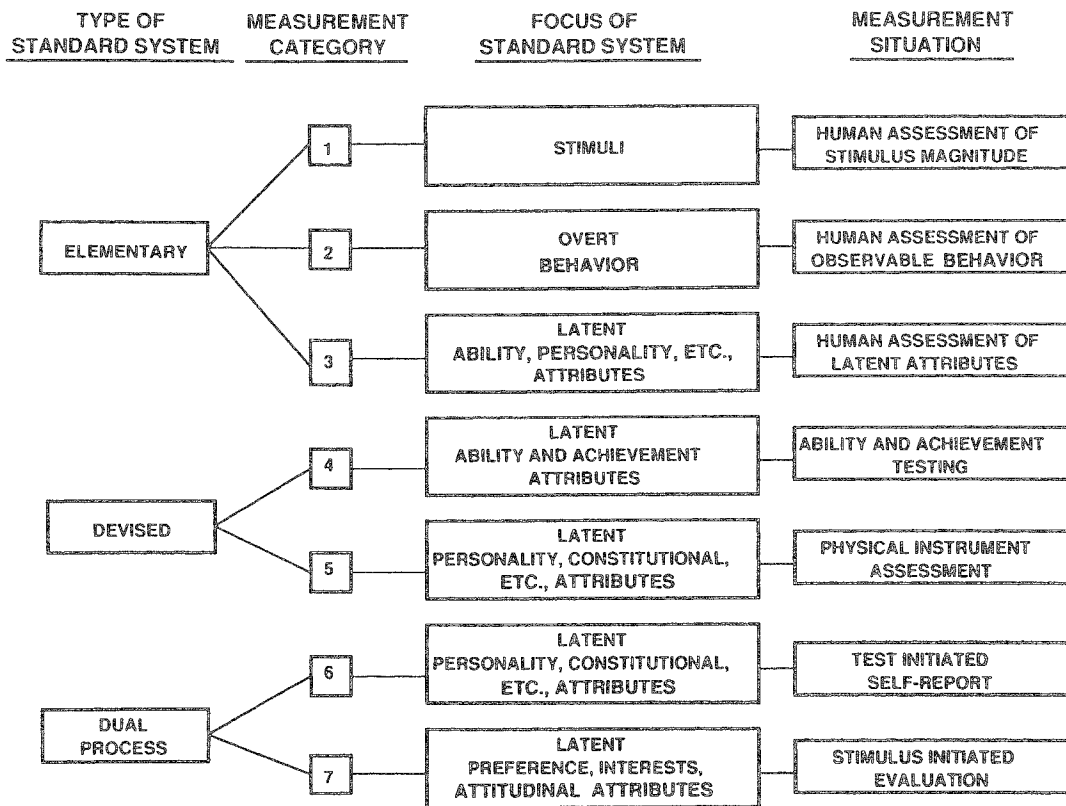 TYPE OF
STANDARD SYSTEM
MEASUREMENT
CATEGORY
FOCUS OF
STANDARD SYSTEM
MEASUREMENT
SITUATION
ELEMENTARY
1
STIMULI
HUMAN ASSESSMENT OF
STIMULUS MAGNITUDE
2
OVERT
BEHAVIOR
HUMAN ASSESSMENT OF
OBSERVABLE BEHAVIOR
3
LATENT
ABILITY, PERSONALITY, ETC.,
ATTRIBUTES
HUMAN ASSESSMENT OF
LATENT ATTRIBUTES
DEVISED
4
LATENT
ABILITY AND ACHIEVEMENT
ATTRIBUTES
ABILITY AND ACHIEVEMENT
TESTING
5
LATENT
PERSONALITY, CONSTITUTIONAL,
ETC., ATTRIBUTES
PHYSICAL INSTRUMENT
ASSESSMENT
DUAL
PROCESS
6
LATENT
PERSONALITY, CONSTITUTIONAL,
ETC., ATTRIBUTES
TEST INITIATED
SELF-REPORT
7
LATENT
PREFERENCE, INTERESTS,
ATTITUDINAL ATTRIBUTES
STIMULUS INITIATED
EVALUATION